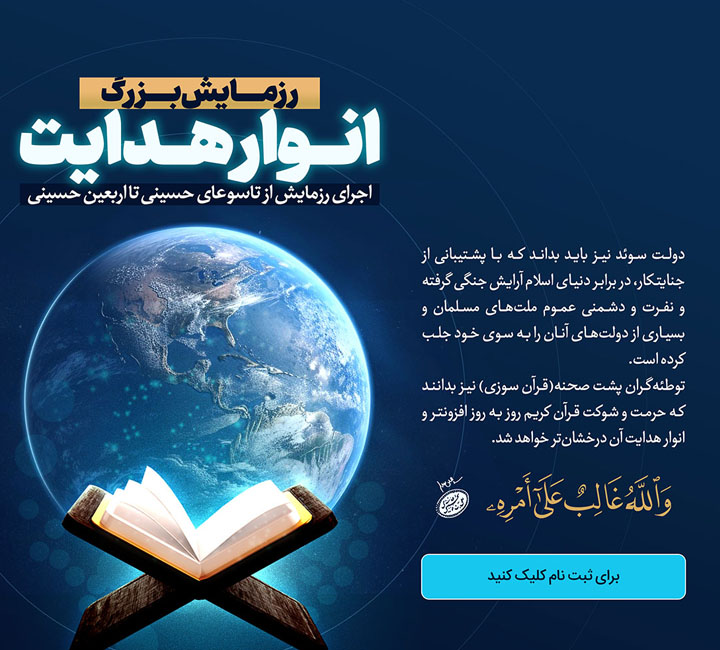 رزمایش بزرگ
انوار هدایت
اجرای رزمایش از تاسوعای حسینی تا اربعین حسینی
دولت سوئد نیز باید بداند که با پشتیبانی از
جنایتکار، در برابر دنیای اسلام آرایش جنگی گرفته
و نفرت و دشمنی عموم ملت‌های مسلمان و
بسیاری از دولت‌های آنان را به سوی خود جلب
کرده است.
توطئه‌گران پشت صحنه(قرآن سوزی) نیز بدانند
که حرمت و شوکت قرآن کریم روز به روز افزونتر و
انوار هدایت آن درخشان‌تر خواهد شد.
وَاللَّهُ غَالِبٌ عَلَىٰٓ أَمْرِهِۦ
برای ثبت نام کلیک کنید